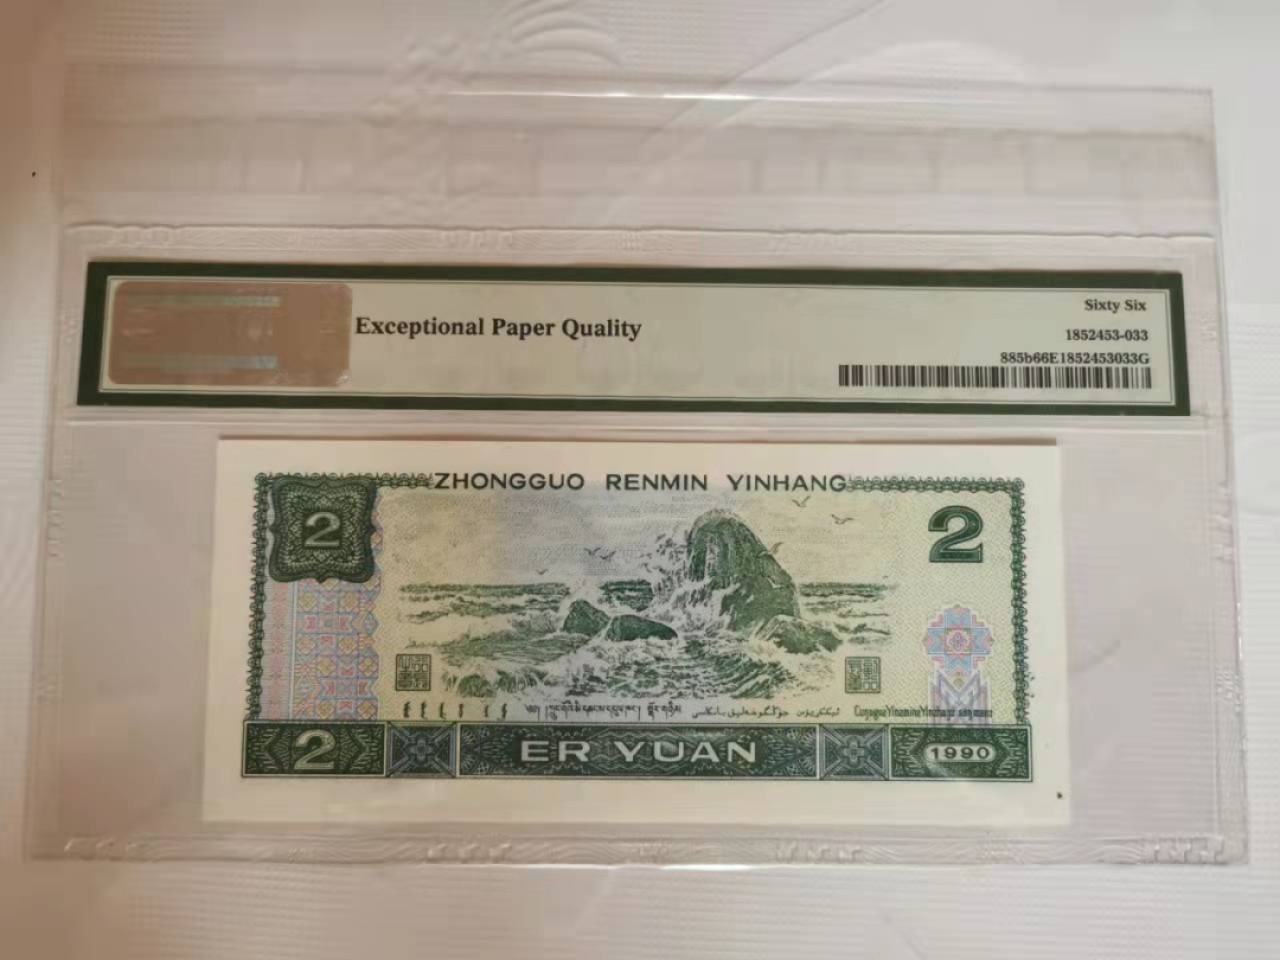 Exceptional Paper Quality
Sixty Six
1852453-033
885b66E1852453033G
ZHONGGUO RENMIN YINHANG
2
2
2
ER YUAN
1990